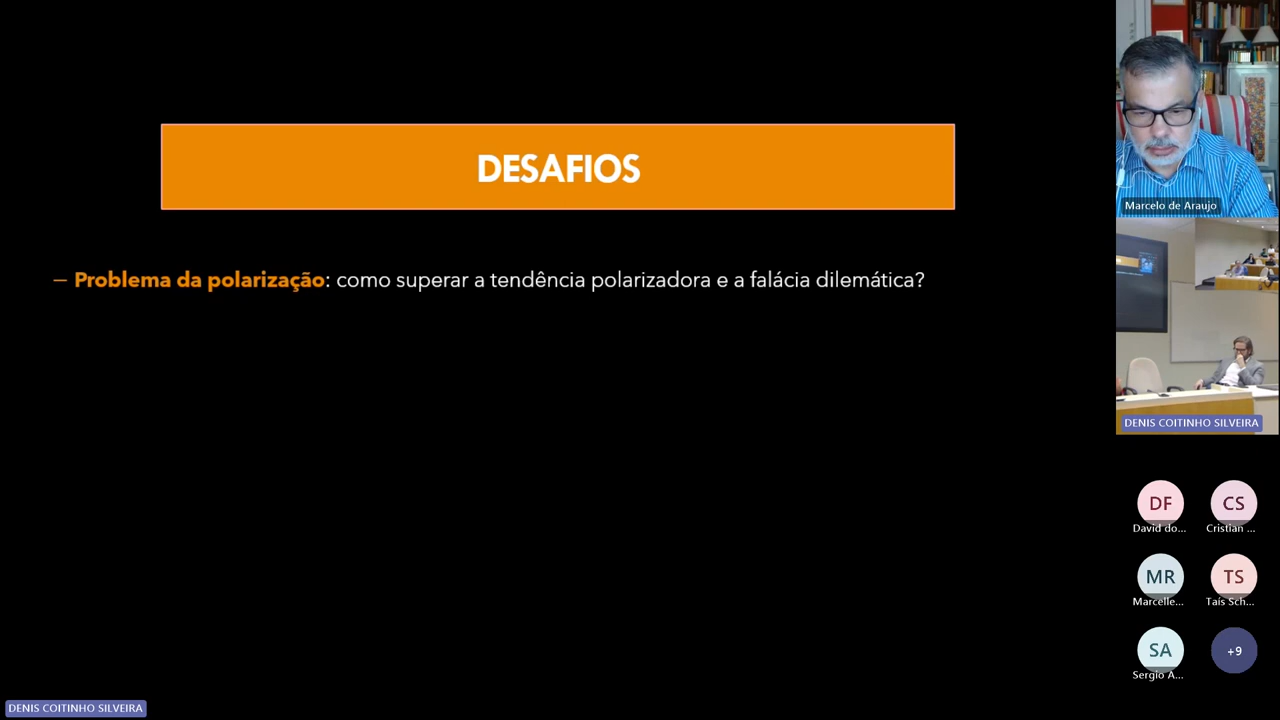 DESAFIOS
– Problema da polarização: como superar a tendência polarizadora e a falácia dilemática?
Marcelo de Araujo
DENIS COITINHO SILVEIRA
DF
CS
David do...
Cristian ...
MR
TS
Marcelle...
Taís Sch...
SA
+9
Sergio A...
DENIS COITINHO SILVEIRA